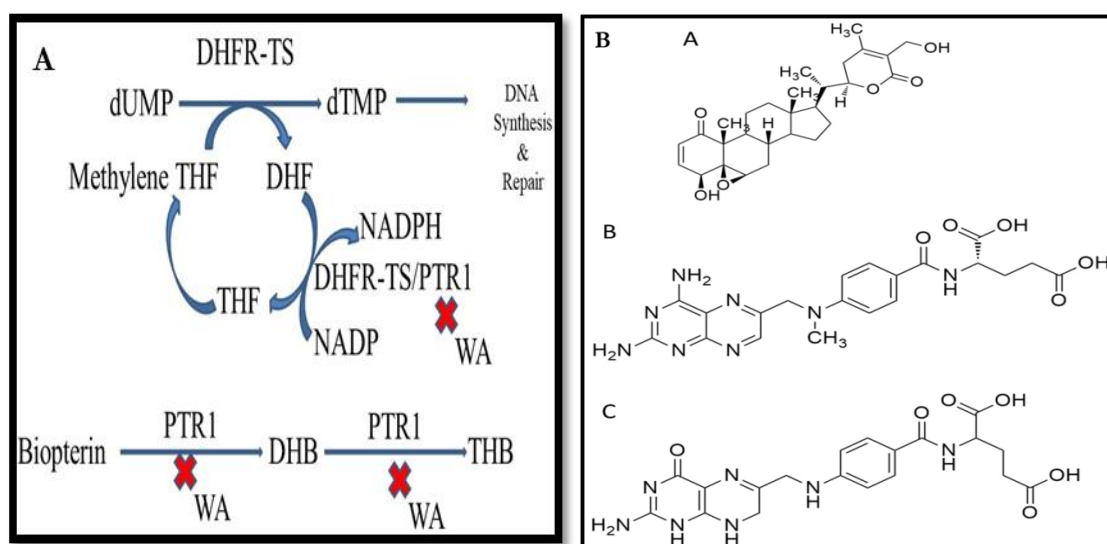 A
DHFR-TS
dUMP
dTMP
DNA
Synthesis
&
Repair
Methylene THF
DHF
NADPH
DHFR-TS/PTR1
THF
NADP
WA
Biopterin
PTR1
DHB
PTR1
THB
WA
WA
B
A
CH3
OH
H3C
O
H
O
CH3
O
CH3
H
O
OH
B
O
OH
O
NH2
N
H
OH
O
N
N
N
CH3
H2N
N
N
C
O
OH
O
O
N
H
OH
O
N
N
N
H
H2N
N
H
N
H